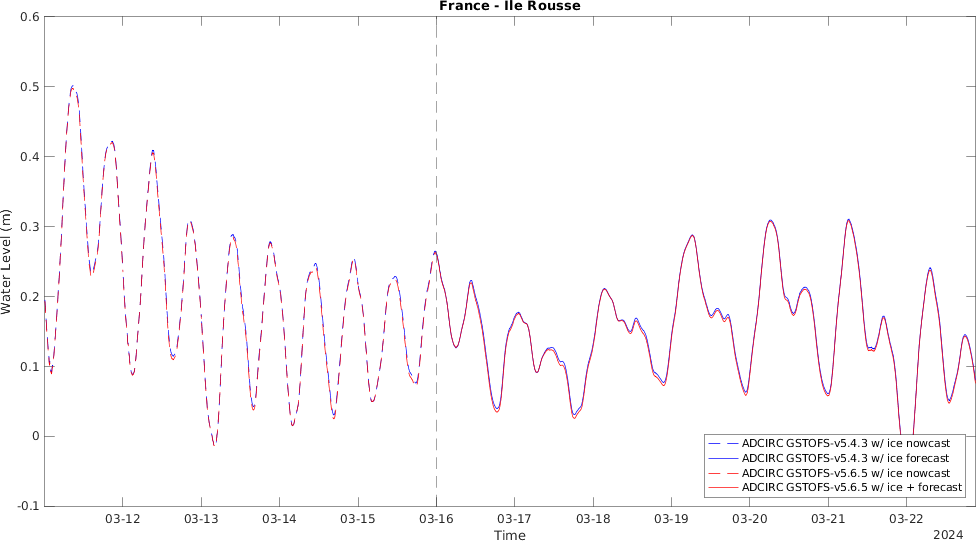 France - Ile Rousse
0.6
0.5
0.4
0.3
0.2
0.1
0
-0.1
Water Level (m)
03-12 03-13 03-14 03-15 03-16 03-17 03-18 03-19 03-20 03-21 03-22
Time
2024
ADCIRC GSTOFS-v5.4.3 w/ ice nowcast
ADCIRC GSTOFS-v5.4.3 w/ ice forecast
ADCIRC GSTOFS-v5.6.5 w/ ice nowcast
ADCIRC GSTOFS-v5.6.5 w/ ice + forecast